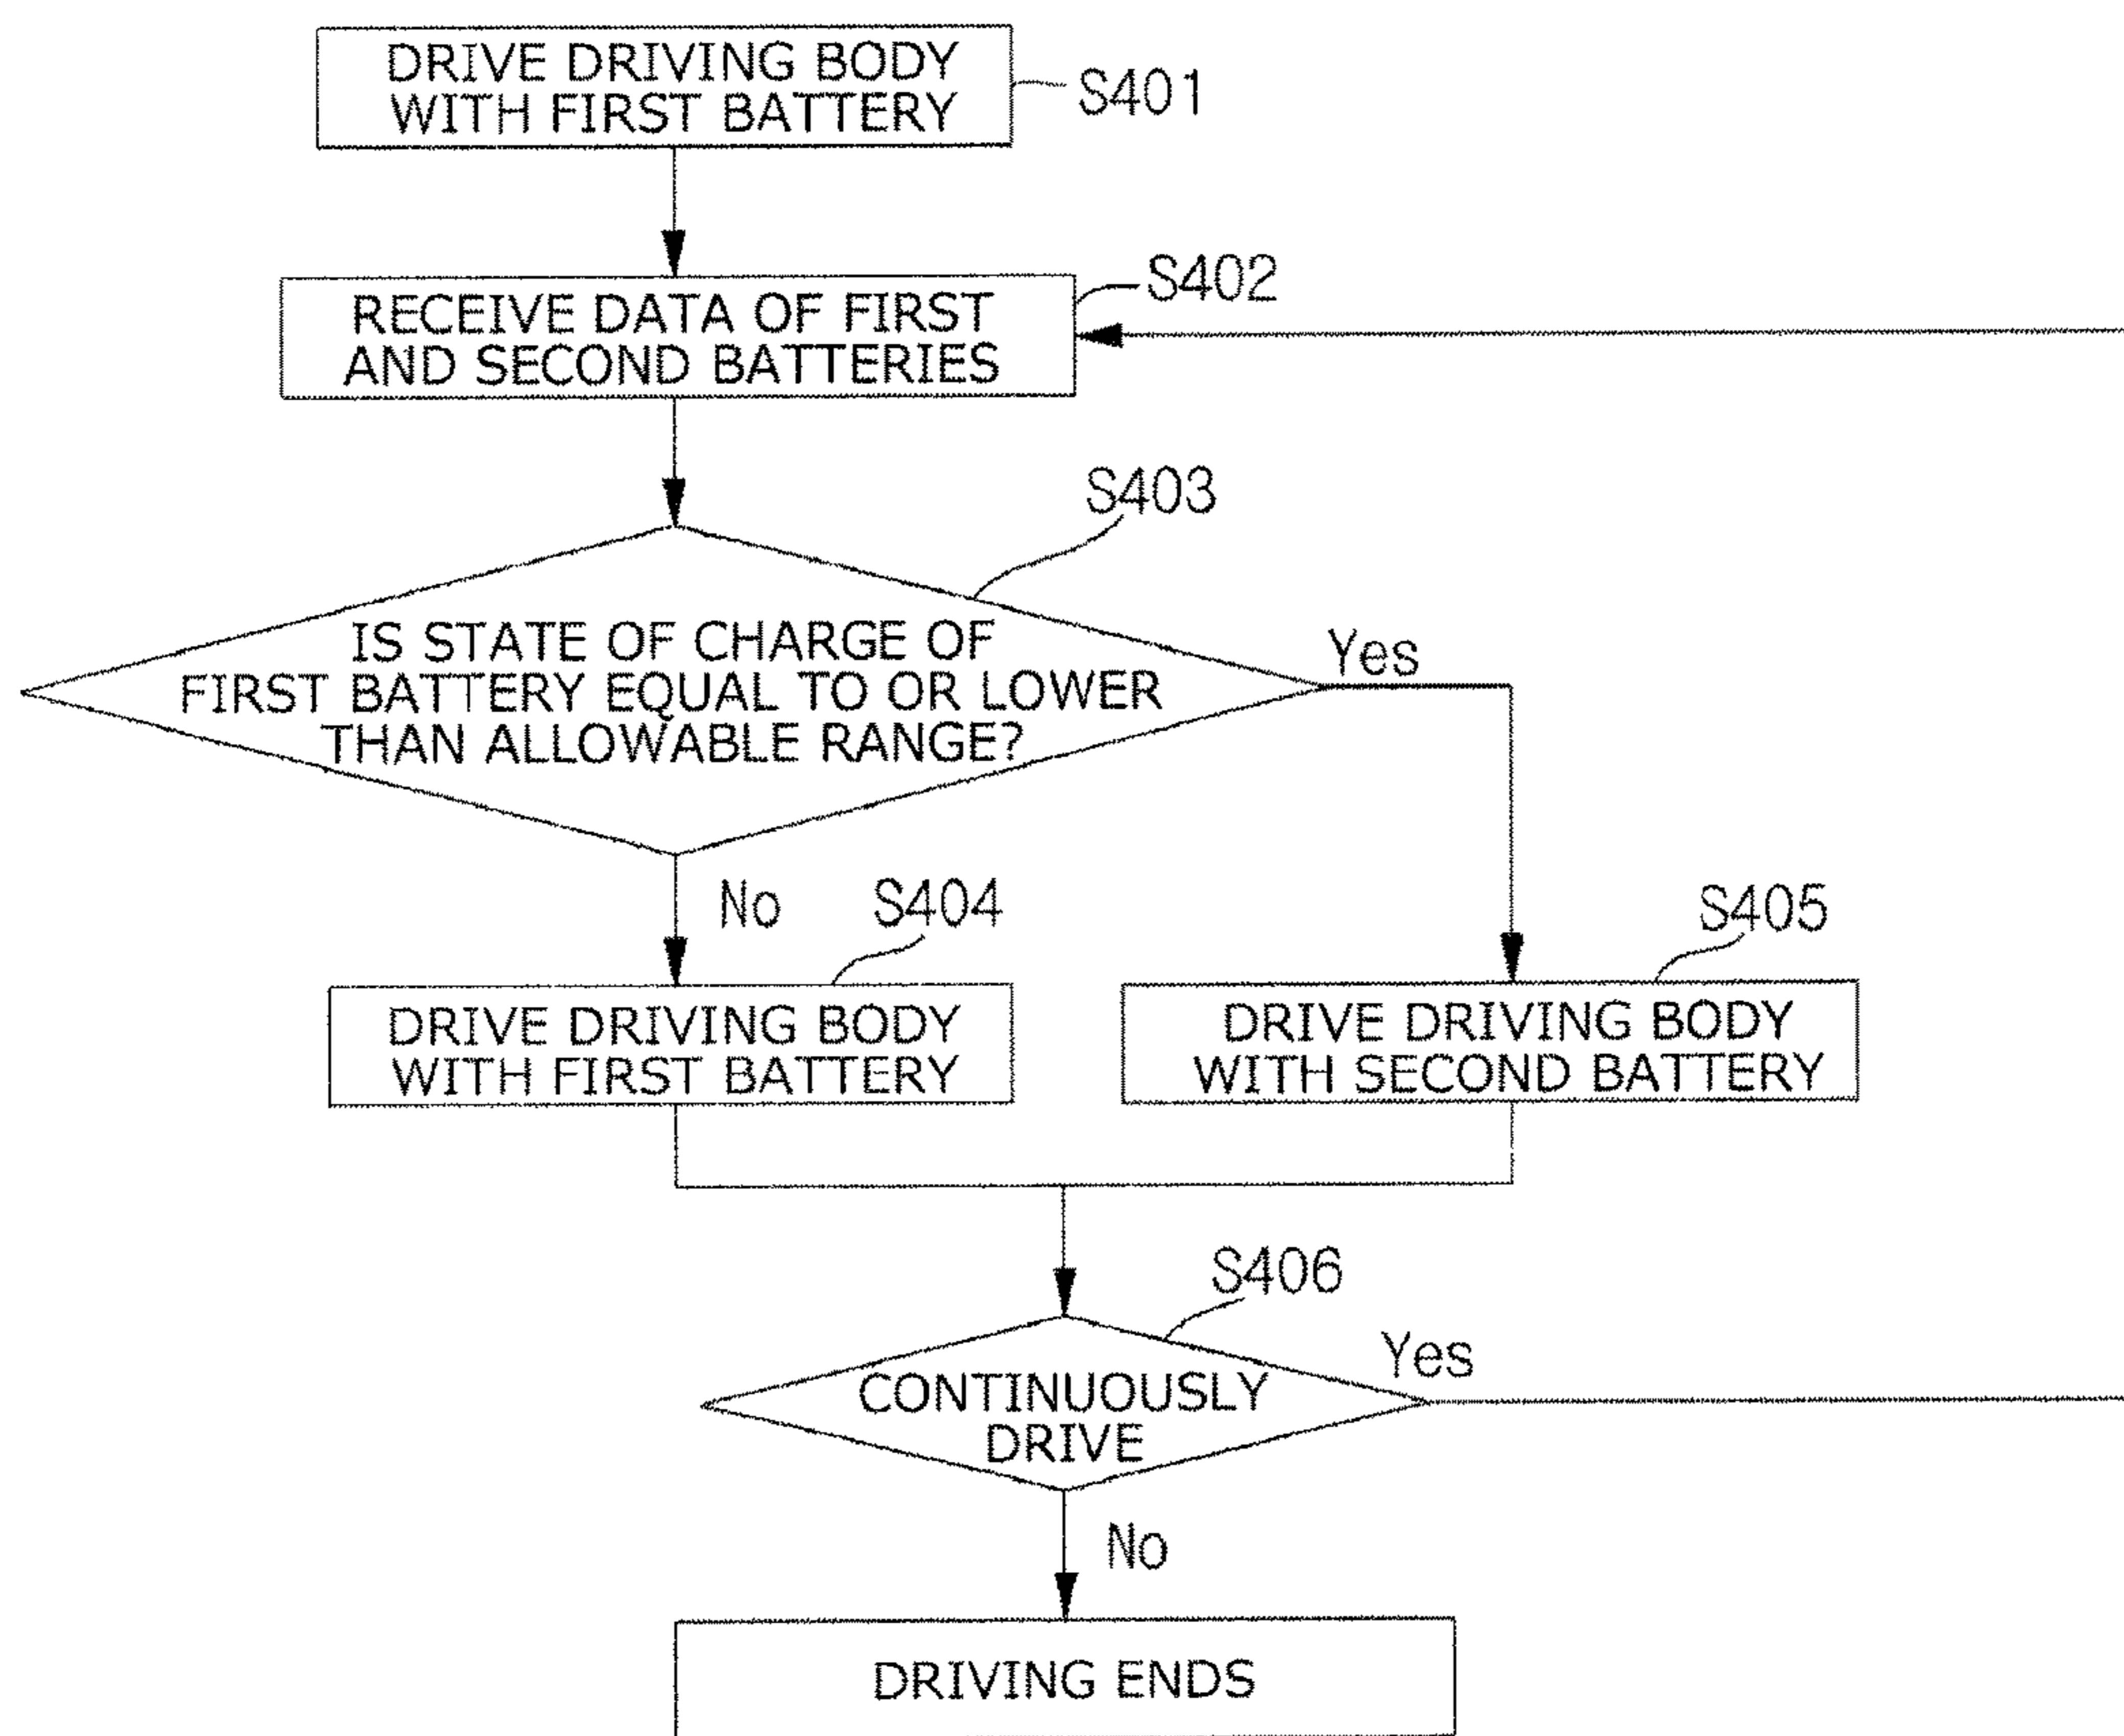 DRIVE DRIVING BODY
WITH FIRST BATTERY
S401
S402
RECEIVE DATA OF FIRST
AND SECOND BATTERIES
S403
IS STATE OF CHARGE OF
FIRST BATTERY EQUAL TO OR LOWER
THAN ALLOWABLE RANGE?
Yes
No
S404
S405
DRIVE DRIVING BODY
WITH FIRST BATTERY
DRIVE DRIVING BODY
WITH SECOND BATTERY
S406
Yes
CONTINUOUSLY
DRIVE
No
DRIVING ENDS